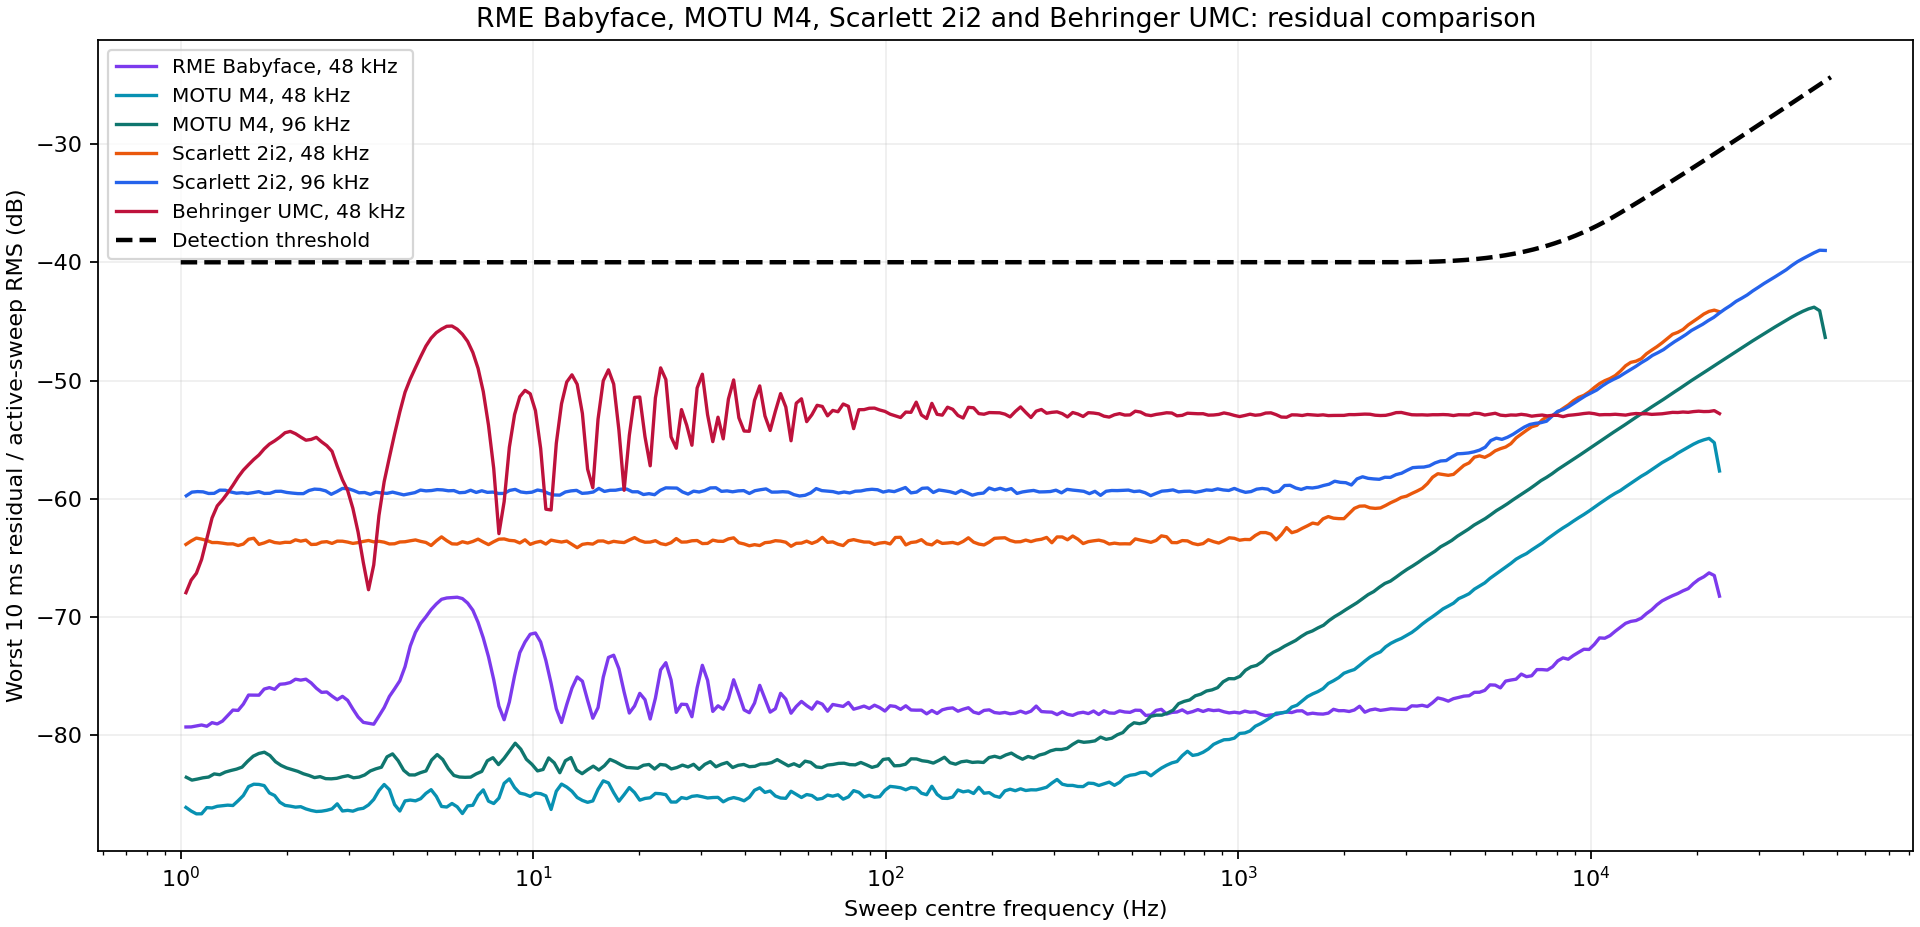 RME Babyface, MOTU M4, Scarlett 2i2 and Behringer UMC: residual comparison
RME Babyface, 48 kHz
MOTU M4, 48 kHz
MOTU M4, 96 kHz
Scarlett 2i2, 48 kHz
Scarlett 2i2, 96 kHz
Behringer UMC, 48 kHz
Detection threshold
Worst 10 ms residual / active-sweep RMS (dB)
−30
−40
−50
−60
−70
−80
10⁰ 10¹ 10² 10³ 10⁴
Sweep centre frequency (Hz)